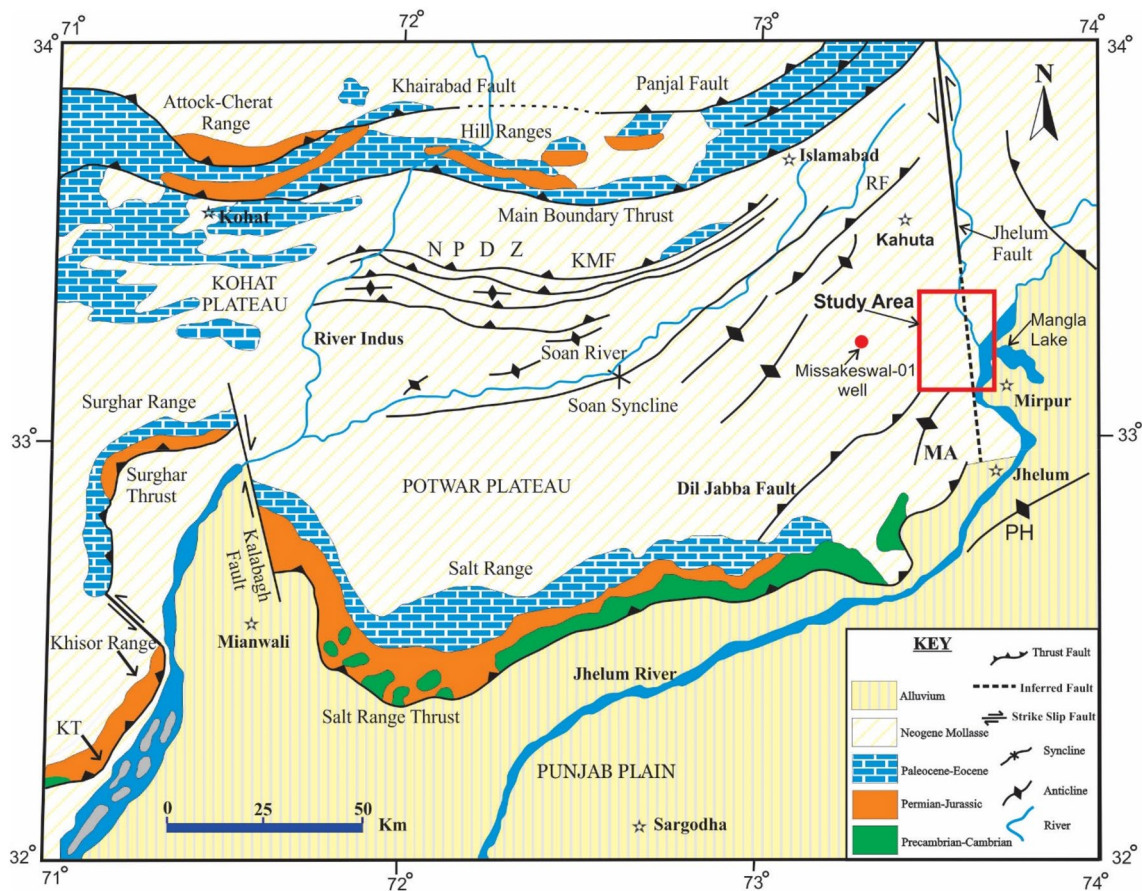 71°
72°
73°
74°
34°
34°
Khairabad Fault
Panjal Fault
Attock-Cherat
Range
N
Hill Ranges
Islamabad
RF
Kohat
Main Boundary Thrust
Kahuta
Jhelum
Fault
N P D Z
KMF
KOHAT
PLATEAU
Study Area
Mangla
Lake
River Indus
Soan River
Missakeswal-01
well
Soan Syncline
Mirpur
Surghar Range
33°
33°
MA
Surghar
Thrust
POTWAR PLATEAU
Dil Jabba Fault
Jhelum
PH
Kalabagh
Fault
Salt Range
Mianwali
Khisor Range
Jhelum River
KT
Salt Range Thrust
PUNJAB PLAIN
0
25
50
Km
Sargodha
KEY
Thrust Fault
Alluvium
Inferred Fault
Neogene Mollasse
Strike Slip Fault
Paleocene-Eocene
Syncline
Permian-Jurassic
Anticline
Precambrian-Cambrian
River
32°
32°
71°
72°
73°
74°